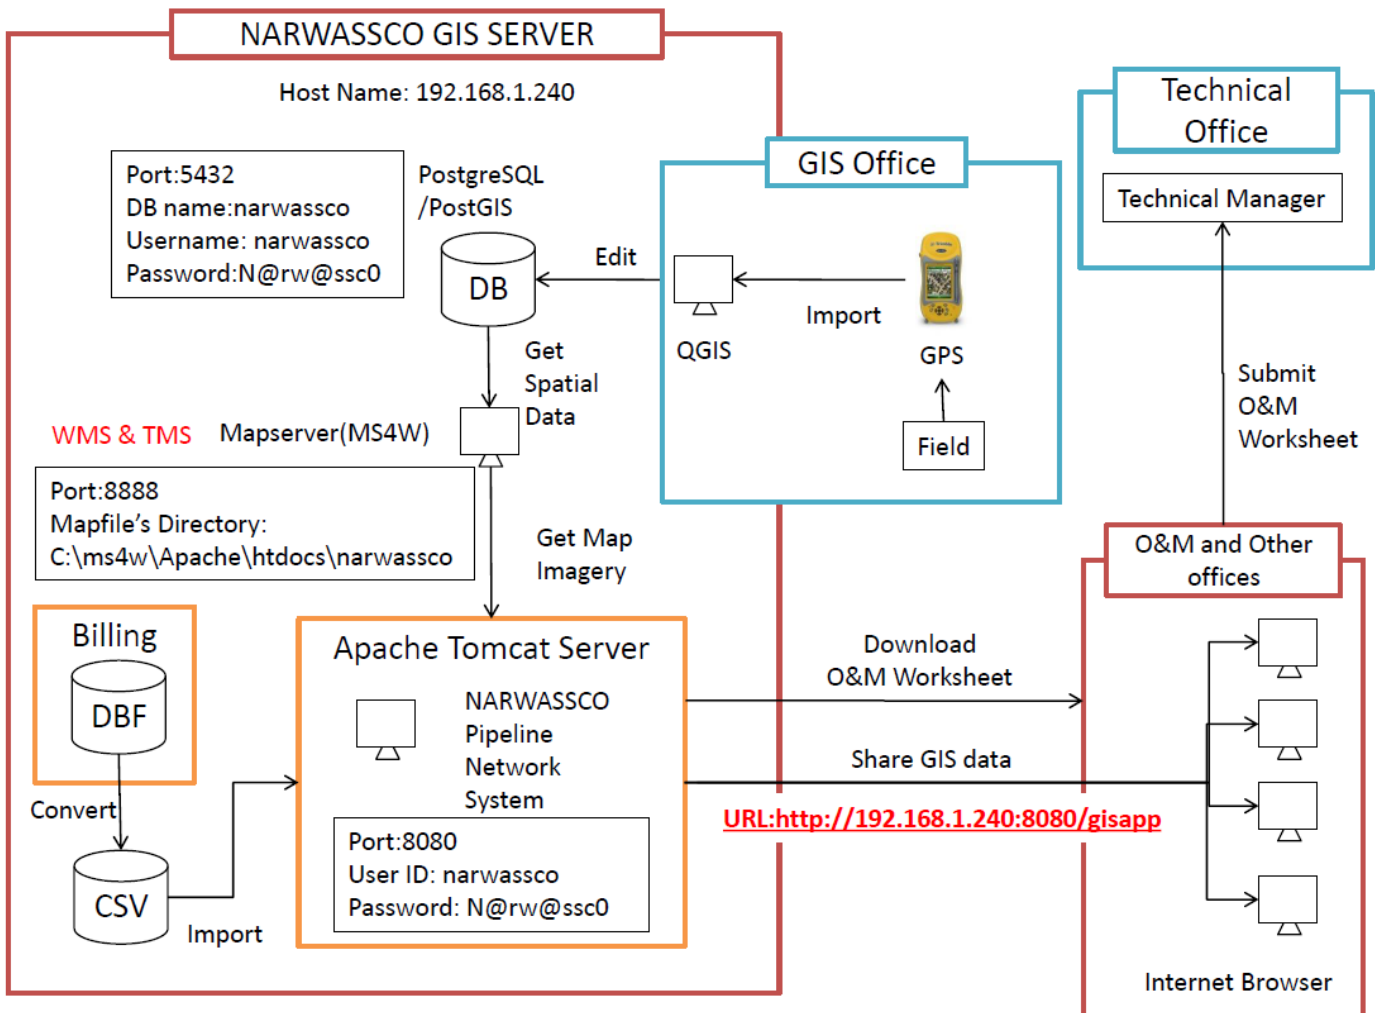 NARWASSCO GIS SERVER
Host Name: 192.168.1.240
Port:5432
DB name:narwassco
Username: narwassco
Password:N@rw@ssc0
PostgreSQL
/PostGIS
DB
Edit
GIS Office
QGIS
Import
GPS
Field
Technical
Office
Technical Manager
Submit
O&M
Worksheet
Get
Spatial
Data
WMS & TMS
Mapserver(MS4W)
Port:8888
Mapfile's Directory:
C:\ms4w\Apache\htdocs\narwassco
Get Map
Imagery
Billing
DBF
Convert
CSV
Import
Apache Tomcat Server
NARWASSCO
Pipeline
Network
System
Port:8080
User ID: narwassco
Password: N@rw@ssc0
Download
O&M Worksheet
Share GIS data
URL:http://192.168.1.240:8080/gisapp
O&M and Other
offices
Internet Browser